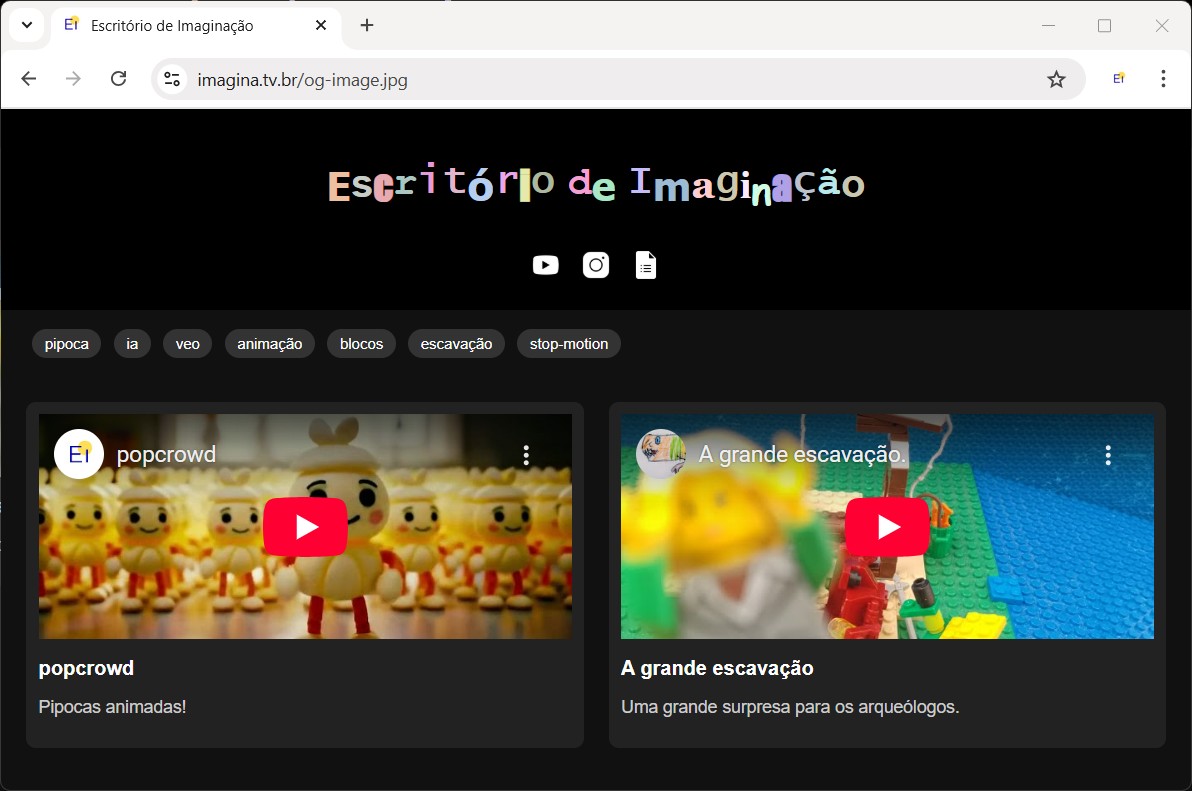 Escritório de Imaginação
imagina.tv.br/og-image.jpg
Escritório de Imaginação
pipoca ia veo animação blocos escavação stop-motion
Ei popcrowd
A grande escavação.
popcrowd
Pipocas animadas!
A grande escavação
Uma grande surpresa para os arqueólogos.